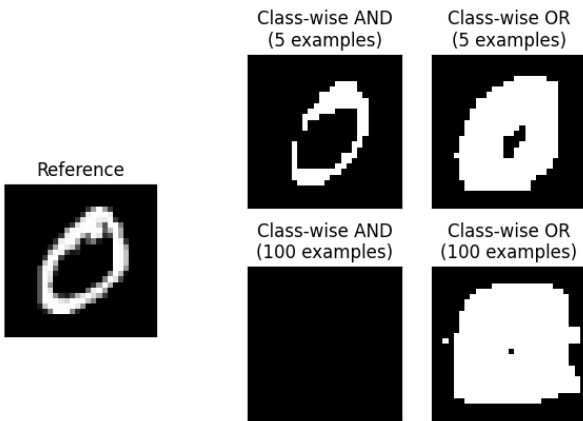 Reference
Class-wise AND
(5 examples)
Class-wise OR
(5 examples)
Class-wise AND
(100 examples)
Class-wise OR
(100 examples)